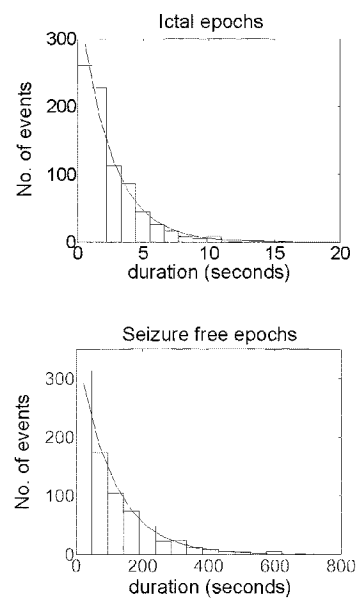 Ictal epochs
300
200
100
0
No. of events
0 5 10 15 20
duration (seconds)
Seizure free epochs
300
200
100
0
No. of events
0 200 400 600 800
duration (seconds)